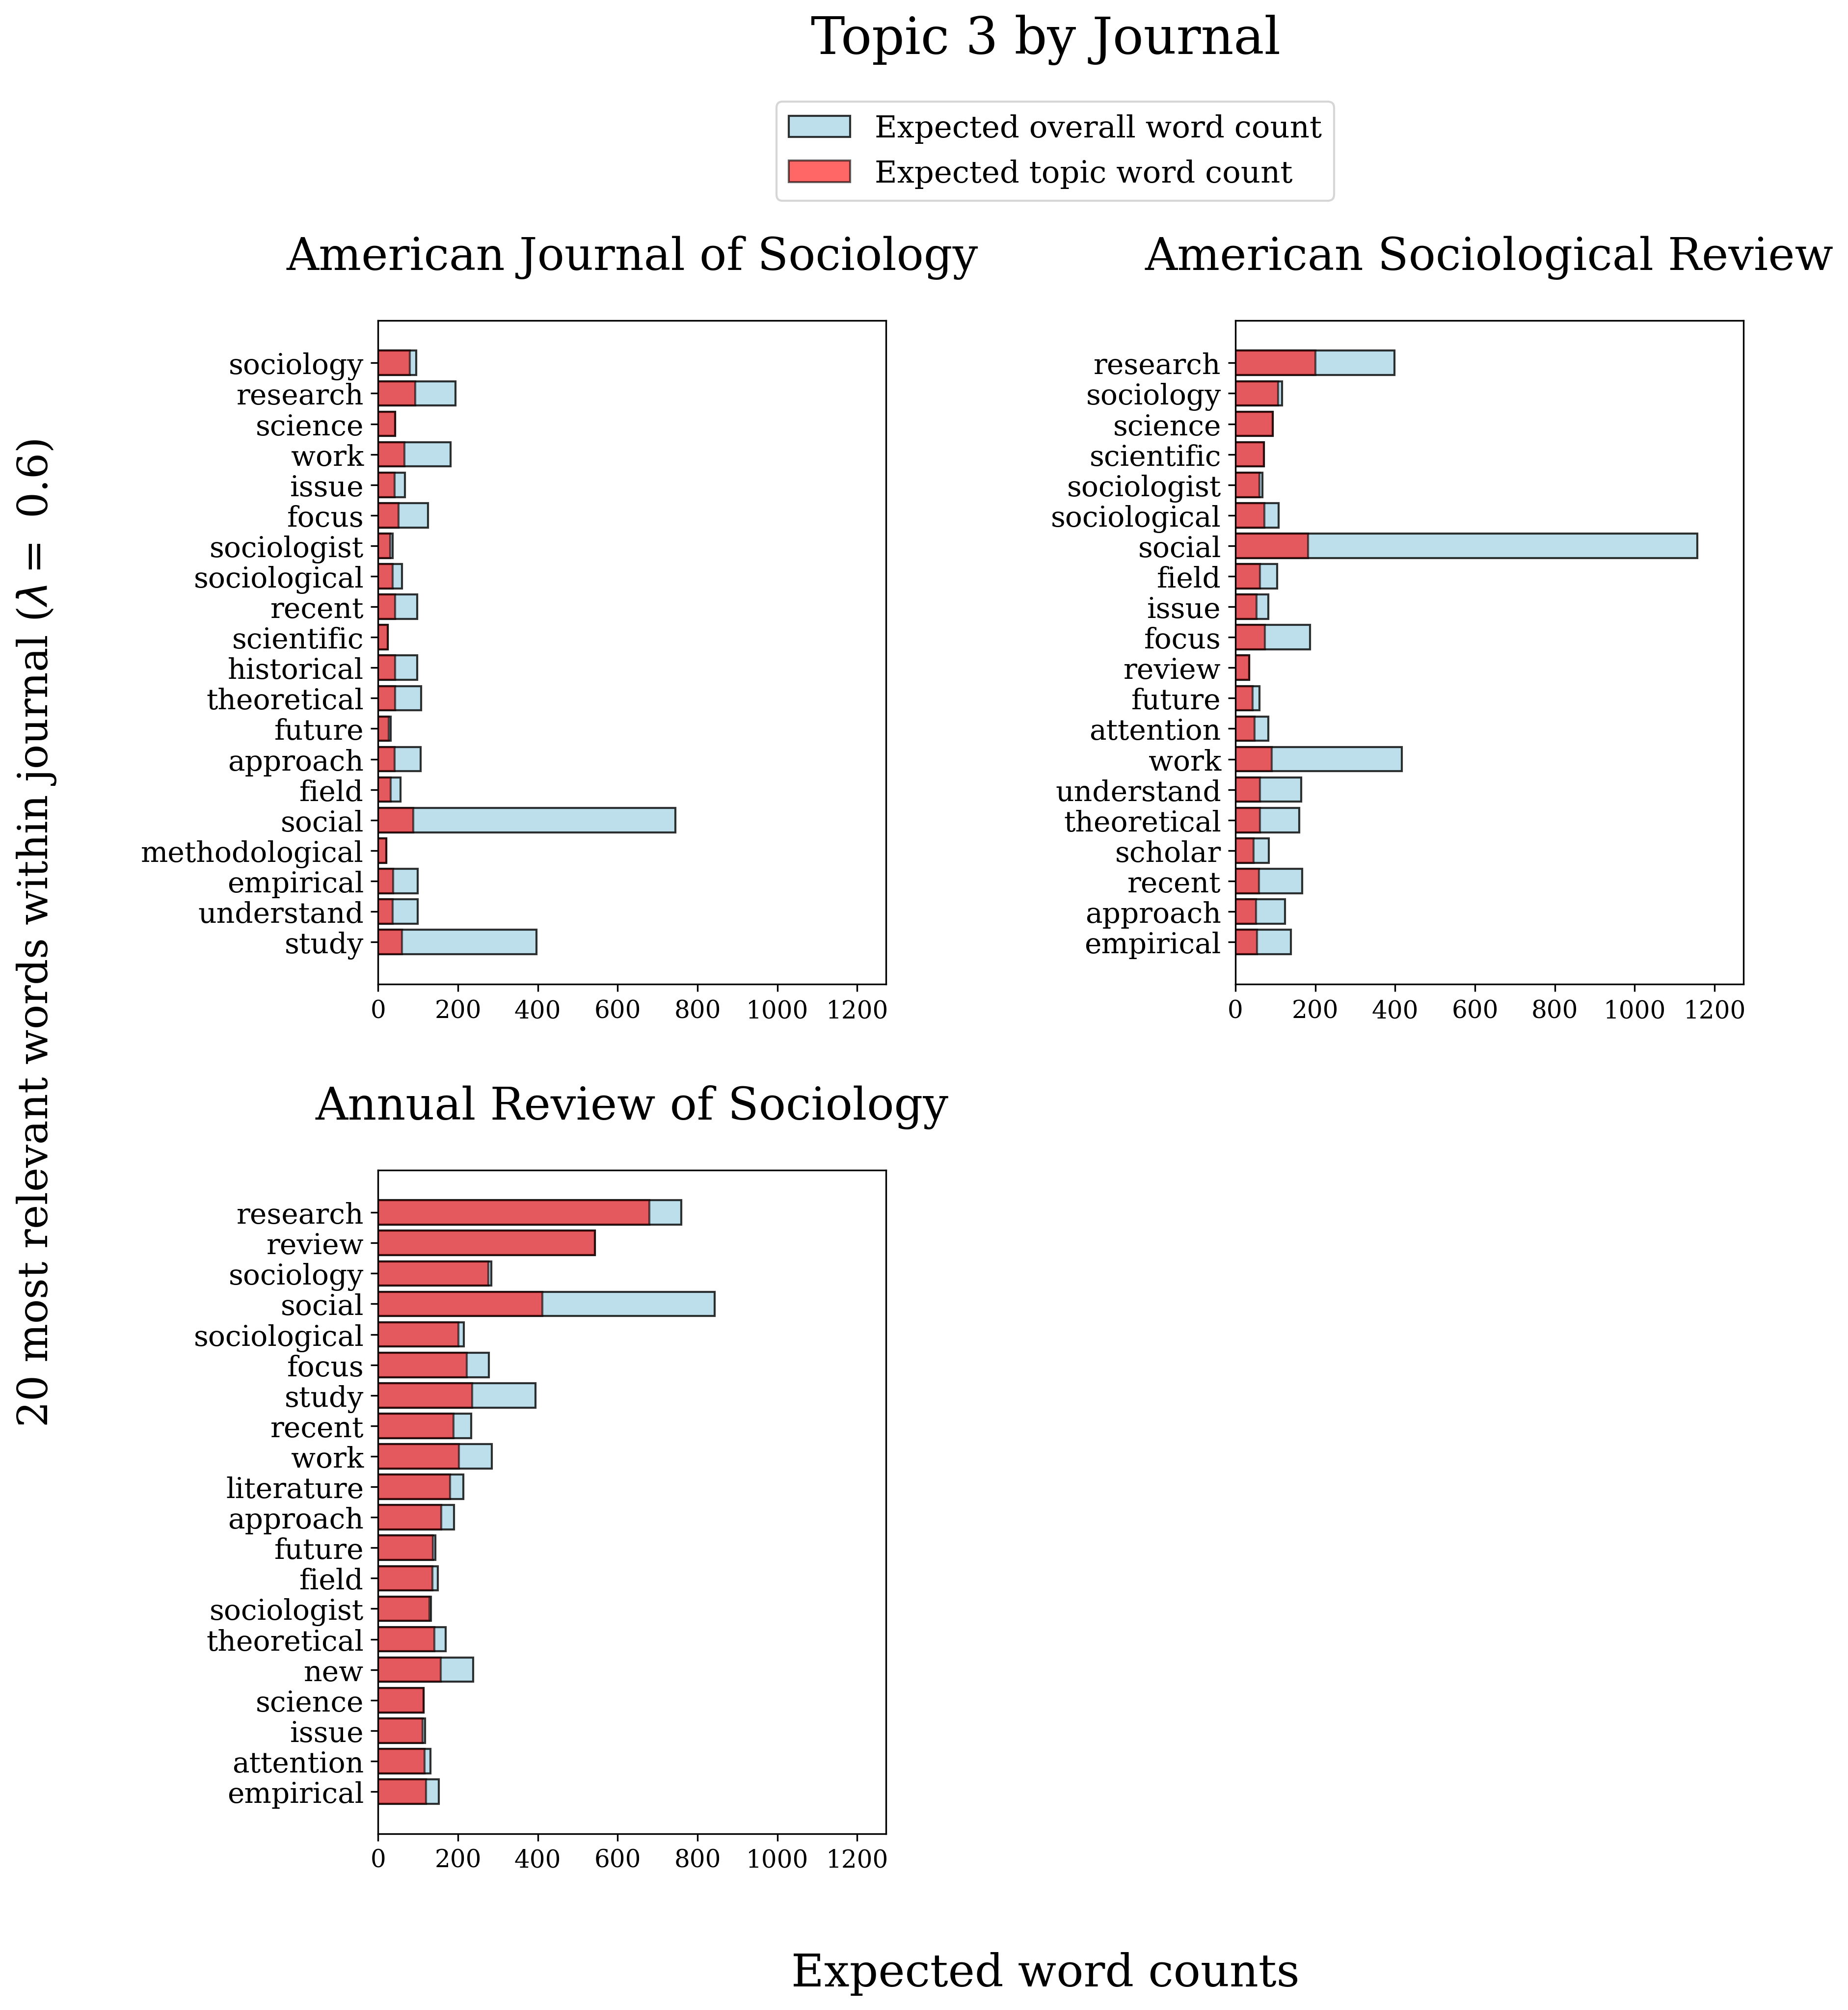 Topic 3 by Journal
Expected overall word count
Expected topic word count
20 most relevant words within journal (λ = 0.6)
American Journal of Sociology
sociology
research
science
work
issue
focus
sociologist
sociological
recent
scientific
historical
theoretical
future
approach
field
social
methodological
empirical
understand
study
0 200 400 600 800 1000 1200
American Sociological Review
research
sociology
science
scientific
sociologist
sociological
social
field
issue
focus
review
future
attention
work
understand
theoretical
scholar
recent
approach
empirical
0 200 400 600 800 1000 1200
Annual Review of Sociology
research
review
sociology
social
sociological
focus
study
recent
work
literature
approach
future
field
sociologist
theoretical
new
science
issue
attention
empirical
0 200 400 600 800 1000 1200
Expected word counts